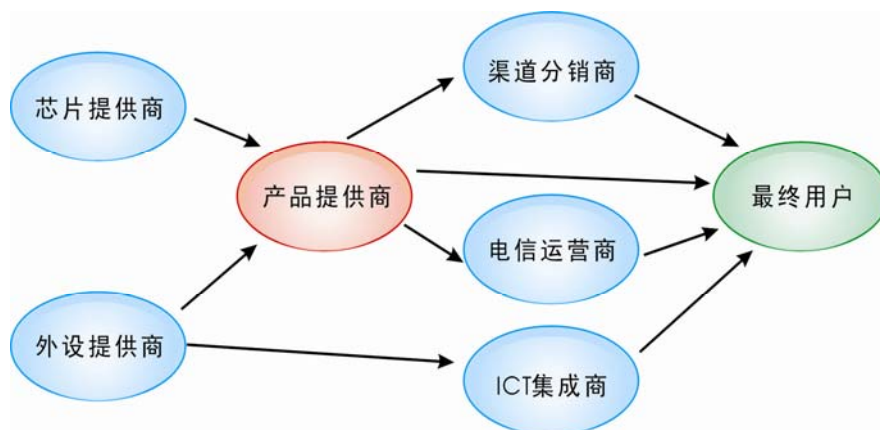 渠道分销商
芯片提供商
产品提供商
最终用户
电信运营商
外设提供商
ICT集成商